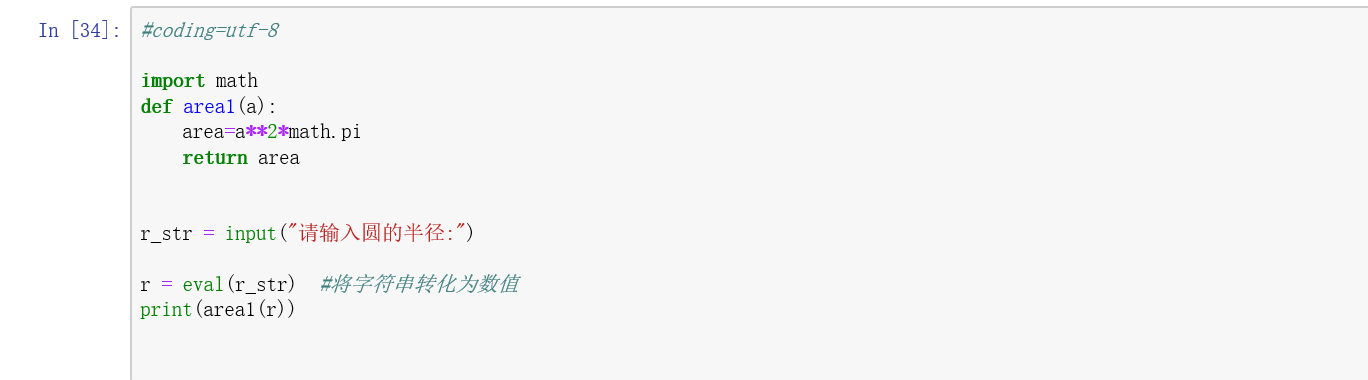 In [34]:
#coding=utf-8
import math
def area1(a):
    area=a**2*math.pi
    return area
r_str = input("请输入圆的半径:")
r = eval(r_str)  #将字符串转化为数值
print(area1(r))